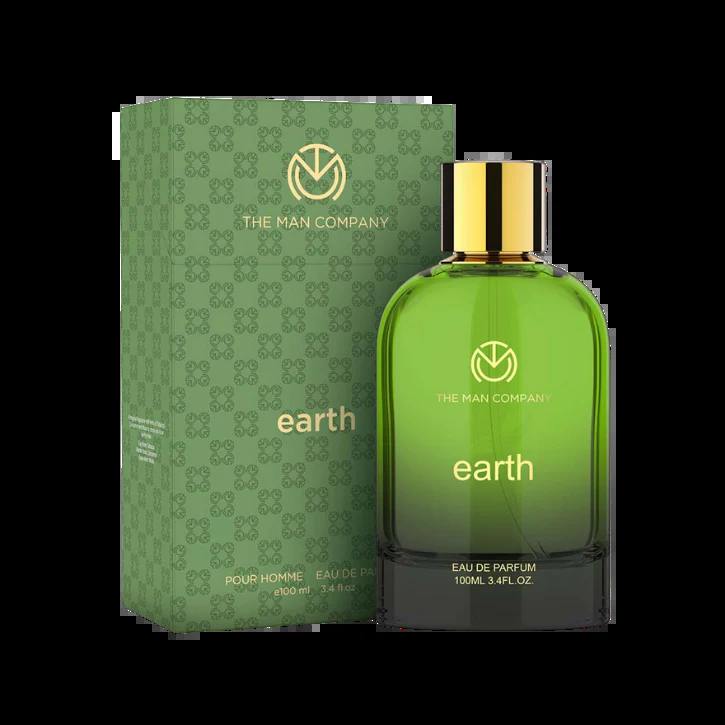 THE MAN COMPANY
earth
POUR HOMME EAU DE PA
e100 ml 3.4 fl oz
THE MAN COMPANY
earth
EAU DE PARFUM
100ML 3.4FL.OZ.